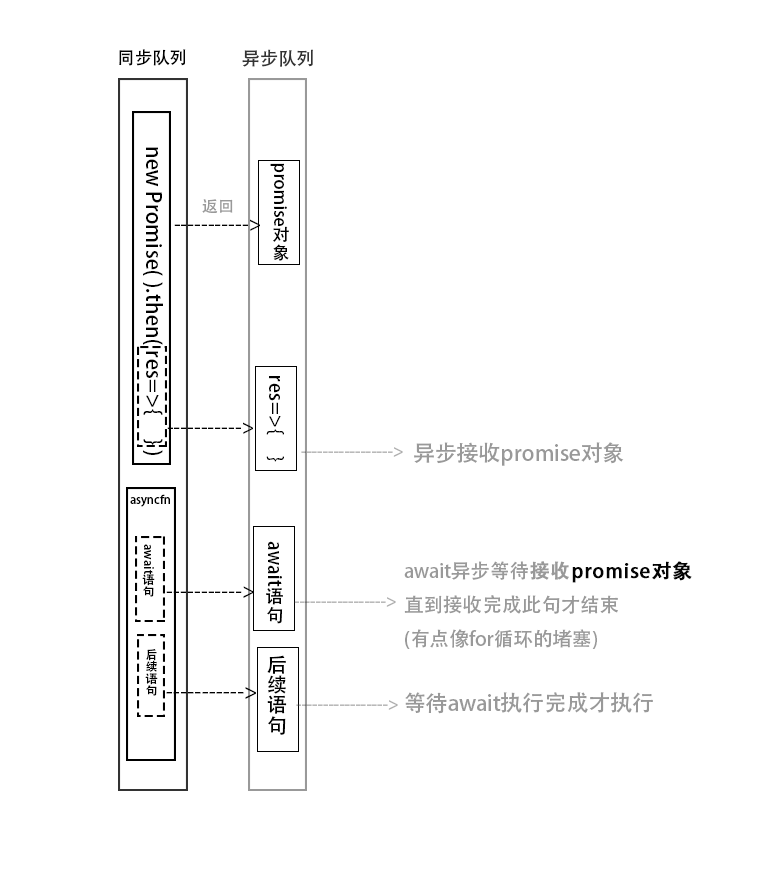 同步队列
异步队列
new Promise( ).then(res=>{ })
返回
promise对象
res=>{ }
异步接收promise对象
asyncfn
await语句
await语句
await异步等待接收promise对象
直到接收完成此句才结束
(有点像for循环的堵塞)
后续语句
后续语句
等待await执行完成才执行